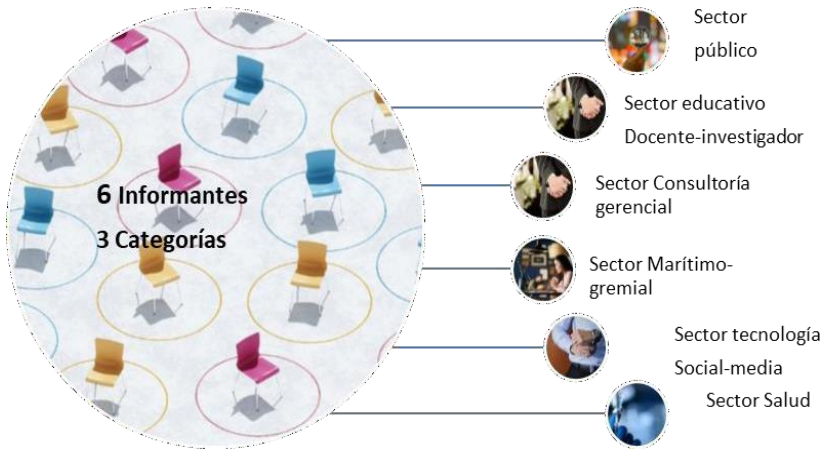 6 Informantes
3 Categorías
Sector
público
Sector educativo
Docente-investigador
Sector Consultoría
gerencial
Sector Marítimo-
gremial
Sector tecnología
Social-media
Sector Salud